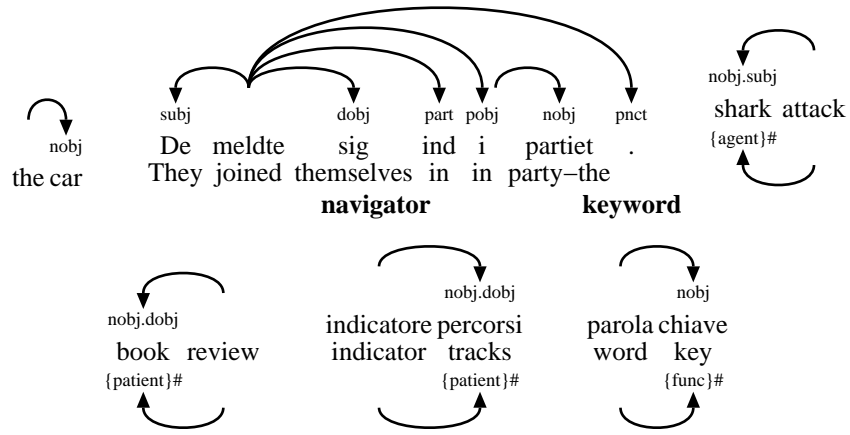 nobj
the car
subj dobj part pobj nobj pnct
De meldte sig ind i partiet .
They joined themselves in in party−the
nobj.subj
shark attack
{agent}#
navigator
keyword
nobj.dobj
book review
{patient}#
nobj.dobj
indicatore percorsi
indicator tracks
{patient}#
nobj
parola chiave
word key
{func}#